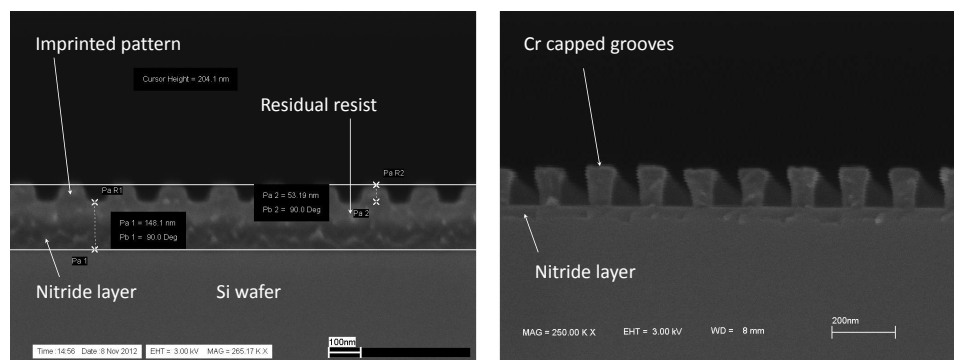 Imprinted pattern
Cursor Height = 204.1 nm
Residual resist
Pa R1
Pa R2
Pa 2 = 53.19 nm
Pb 2 = 90.0 Deg
Pa 2
Pa 1 = 148.1 nm
Pb 1 = 90.0 Deg
Pa 1
Nitride layer
Si wafer
100nm
Time :14:56 Date :8 Nov 2012
EHT = 3.00 kV MAG = 265.17 K X
Cr capped grooves
Nitride layer
MAG = 250.00 K X EHT = 3.00 kV WD = 8 mm
200nm